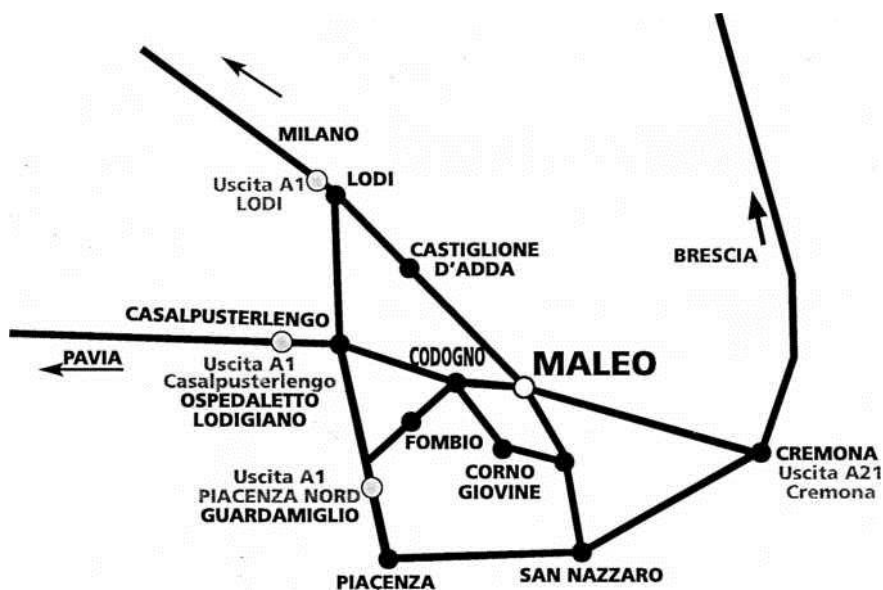 MILANO
Uscita A1
LODI
LODI
CASTIGLIONE
D'ADDA
BRESCIA
CASALPUSTERLENGO
PAVIA
Uscita A1
Casalpusterlengo
OSPEDALETTO
LODIGIANO
CODOGNO
MALEO
FOMBIO
CORNO
GIOVINE
CREMONA
Uscita A21
Cremona
Uscita A1
PIACENZA NORD
GUARDAMIGLIO
PIACENZA
SAN NAZZARO